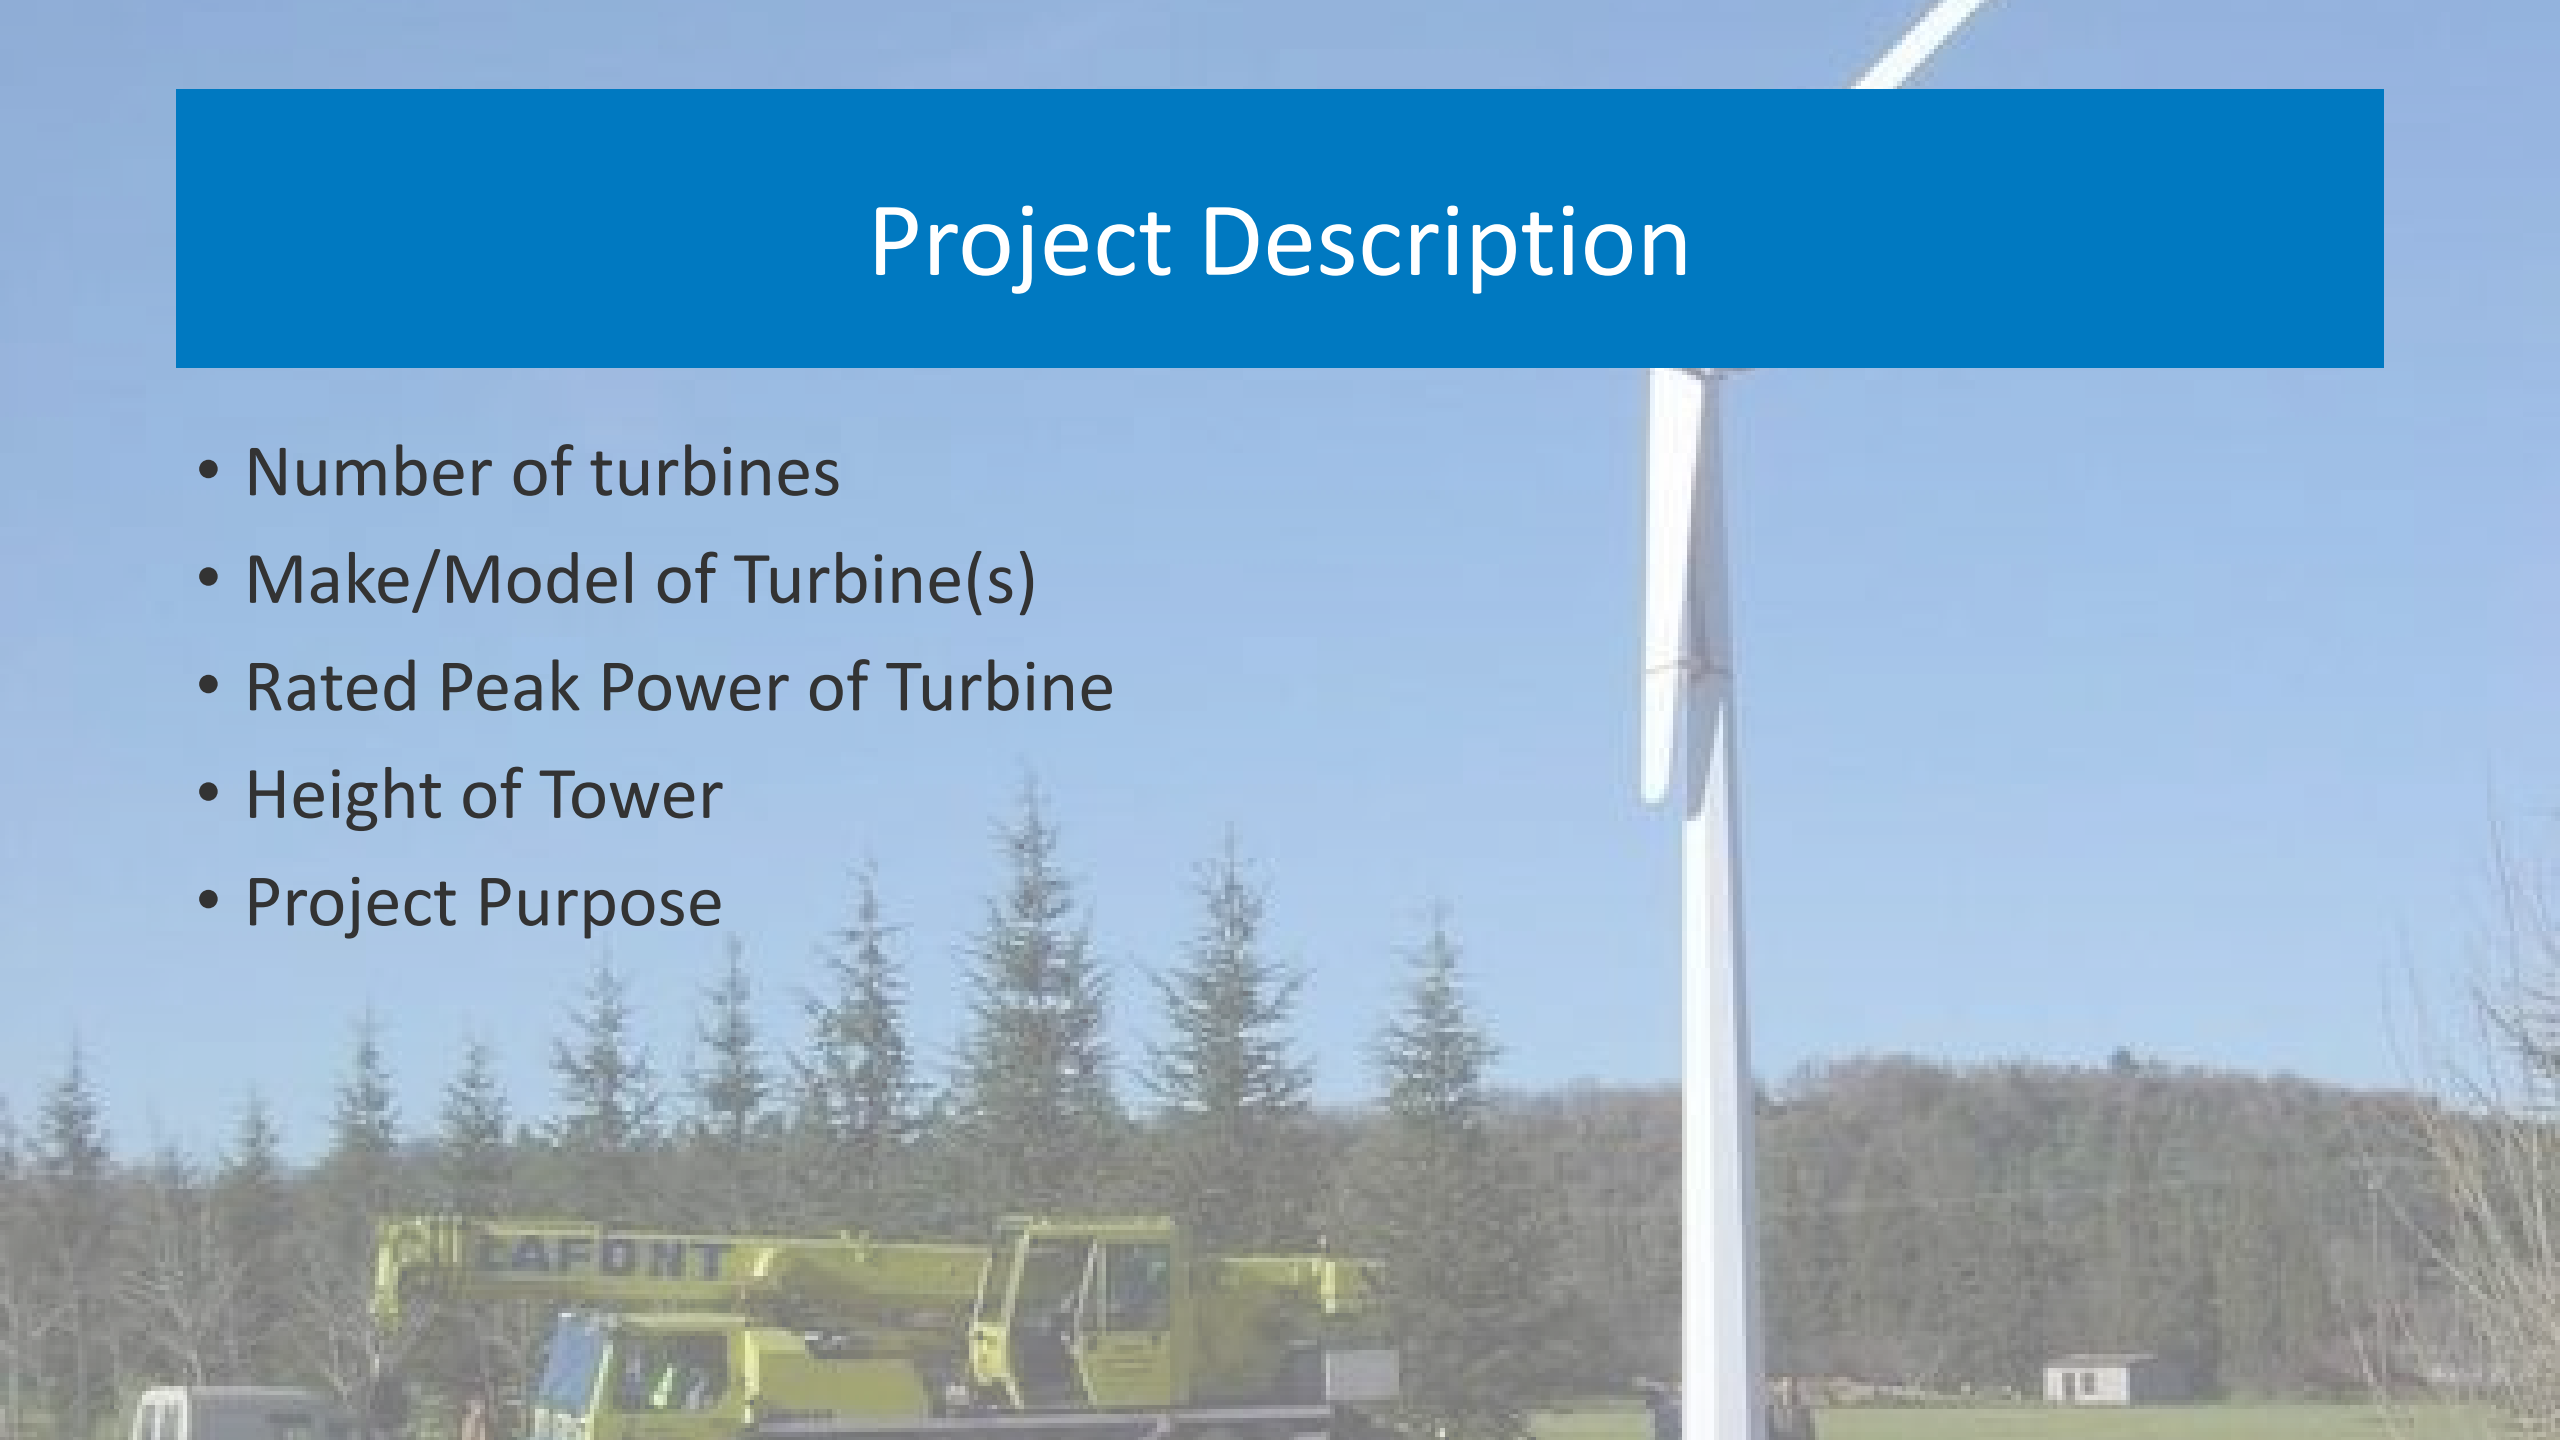 Project Description
• Number of turbines
• Make/Model of Turbine(s)
• Rated Peak Power of Turbine
• Height of Tower
• Project Purpose
LAFONT